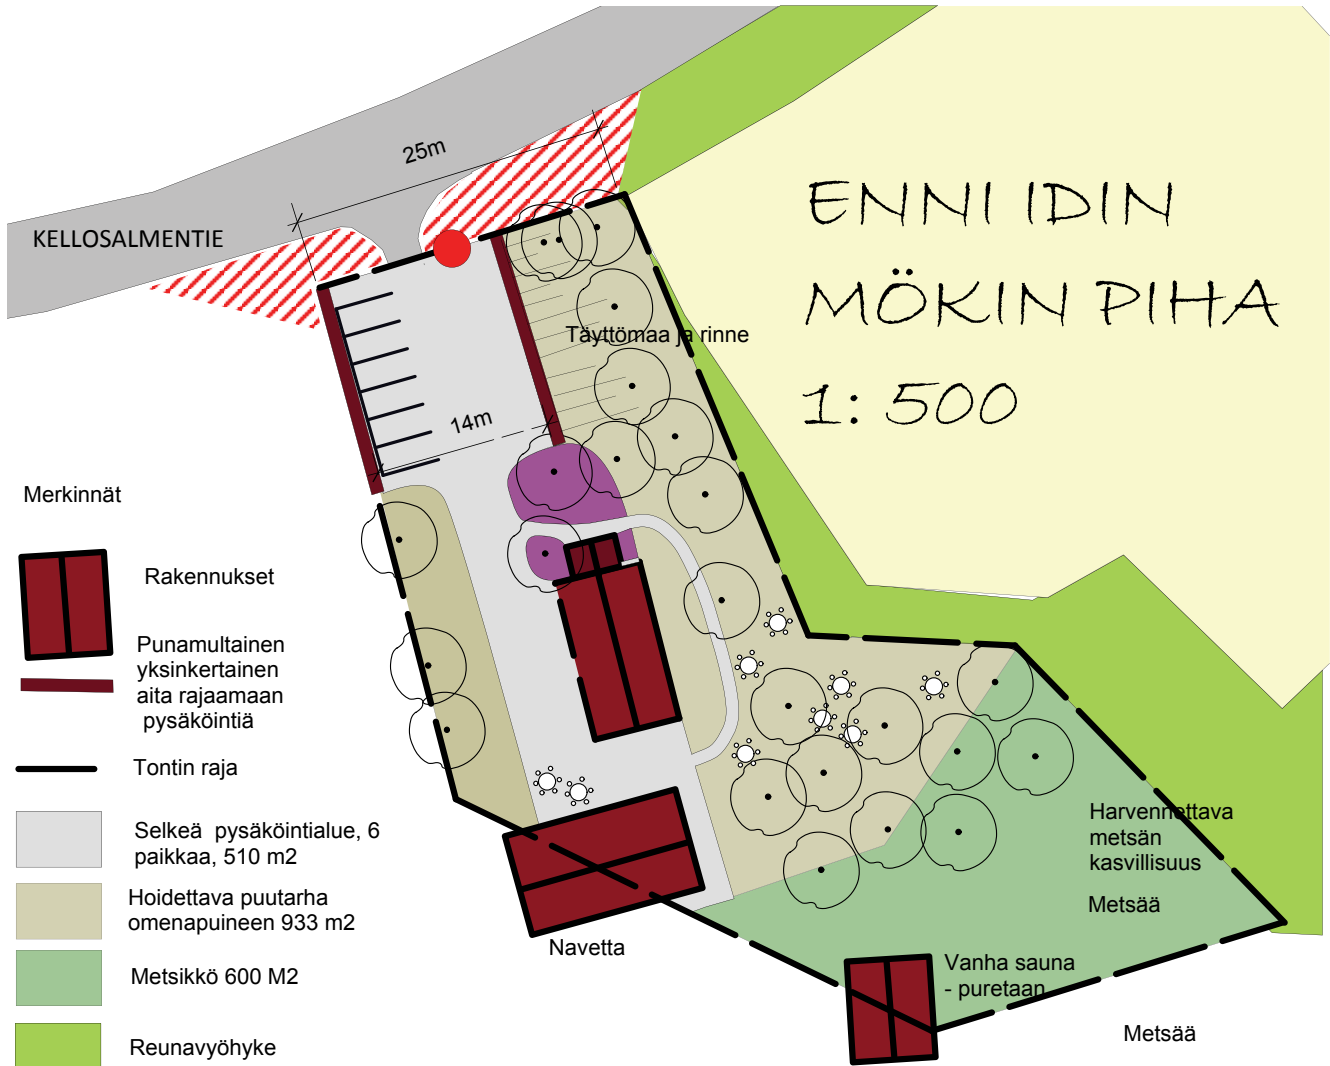 25m
KELLOSALMENTIE
ENNI IDIN
MÖKIN PIHA
1: 500
Täyttömaa ja rinne
14m
Merkinnät
Rakennukset
Punamultainen
yksinkertainen
aita rajaamaan
pysäköintiä
Tontin raja
Selkeä pysäköintialue, 6
paikkaa, 510 m2
Hoidettava puutarha
omenapuineen 933 m2
Metsikkö 600 M2
Reunavyöhyke
Navetta
Harvennettava
metsän
kasvillisuus
Metsää
Vanha sauna
- puretaan
Metsää